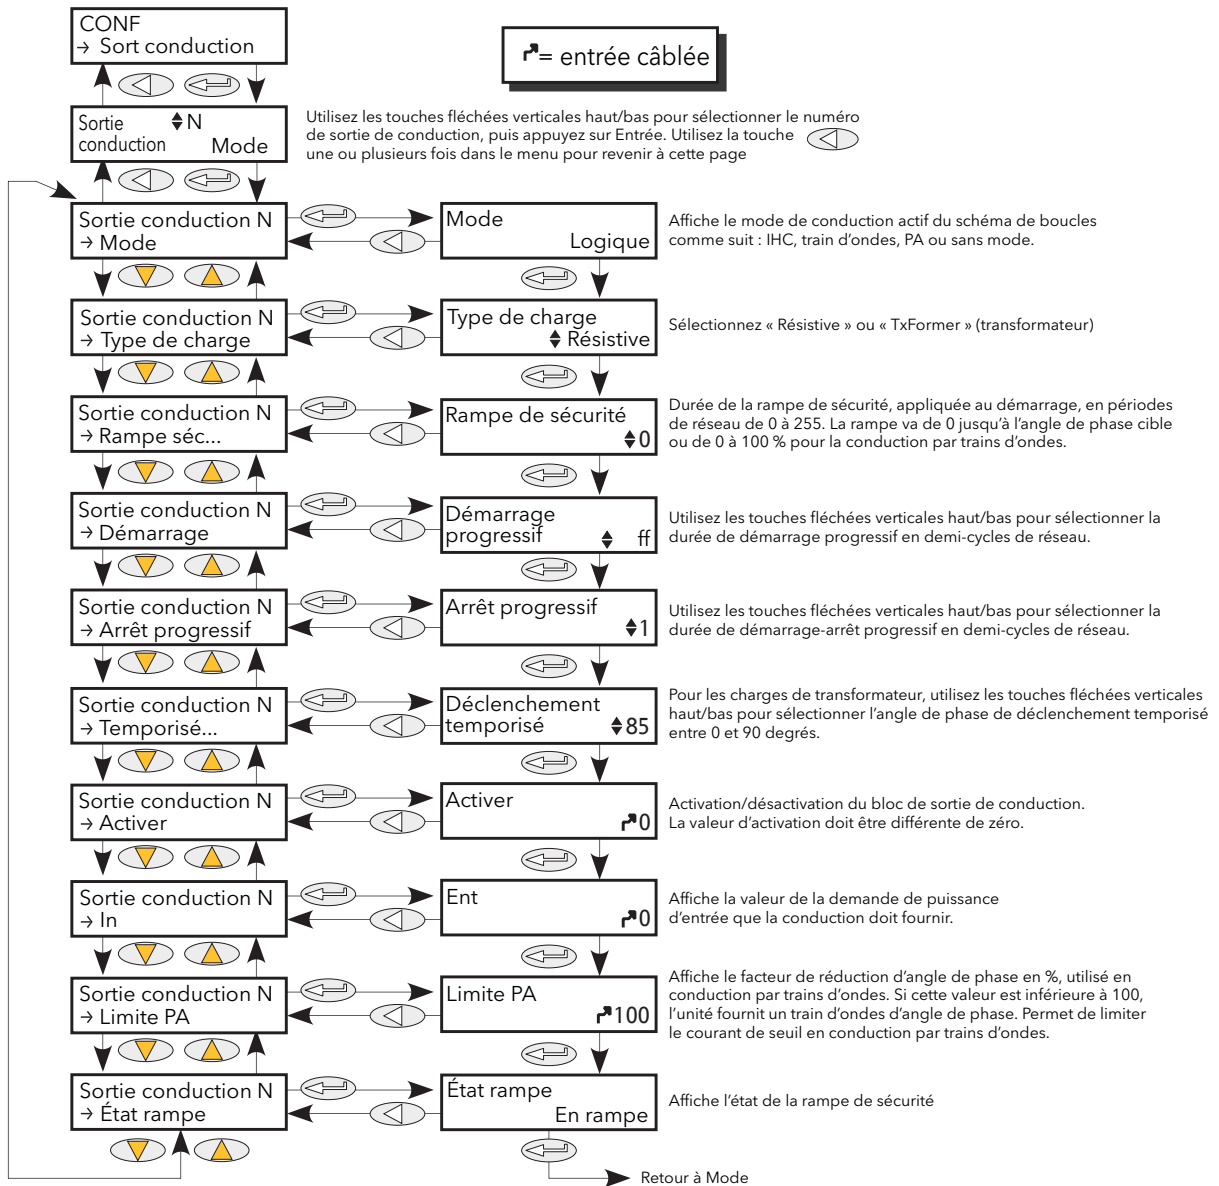 CONF
→ Sort conduction
= entrée câblée
Sortie N
conduction Mode
Utilisez les touches fléchées verticales haut/bas pour sélectionner le numéro
de sortie de conduction, puis appuyez sur Entrée. Utilisez la touche
une ou plusieurs fois dans le menu pour revenir à cette page
Sortie conduction N
→ Mode
Mode
Logique
Affiche le mode de conduction actif du schéma de boucles
comme suit : IHC, train d'ondes, PA ou sans mode.
Sortie conduction N
→ Type de charge
Type de charge
Résistive
Sélectionnez « Résistive » ou « TxFormer » (transformateur)
Sortie conduction N
→ Rampe séc...
Rampe de sécurité
0
Durée de la rampe de sécurité, appliquée au démarrage, en périodes
de réseau de 0 à 255. La rampe va de 0 jusqu'à l'angle de phase cible
ou de 0 à 100 % pour la conduction par trains d'ondes.
Sortie conduction N
→ Démarrage
Démarrage
progressif ff
Utilisez les touches fléchées verticales haut/bas pour sélectionner la
durée de démarrage progressif en demi-cycles de réseau.
Sortie conduction N
→ Arrêt progressif
Arrêt progressif
1
Utilisez les touches fléchées verticales haut/bas pour sélectionner la
durée de démarrage-arrêt progressif en demi-cycles de réseau.
Sortie conduction N
→ Temporisé...
Déclenchement
temporisé 85
Pour les charges de transformateur, utilisez les touches fléchées verticales
haut/bas pour sélectionner l'angle de phase de déclenchement temporisé
entre 0 et 90 degrés.
Sortie conduction N
→ Activer
Activer
0
Activation/désactivation du bloc de sortie de conduction.
La valeur d'activation doit être différente de zéro.
Sortie conduction N
→ In
Ent
0
Affiche la valeur de la demande de puissance
d'entrée que la conduction doit fournir.
Sortie conduction N
→ Limite PA
Limite PA
100
Affiche le facteur de réduction d'angle de phase en %, utilisé en
conduction par trains d'ondes. Si cette valeur est inférieure à 100,
l'unité fournit un train d'ondes d'angle de phase. Permet de limiter
le courant de seuil en conduction par trains d'ondes.
Sortie conduction N
→ État rampe
État rampe
En rampe
Affiche l'état de la rampe de sécurité
Retour à Mode